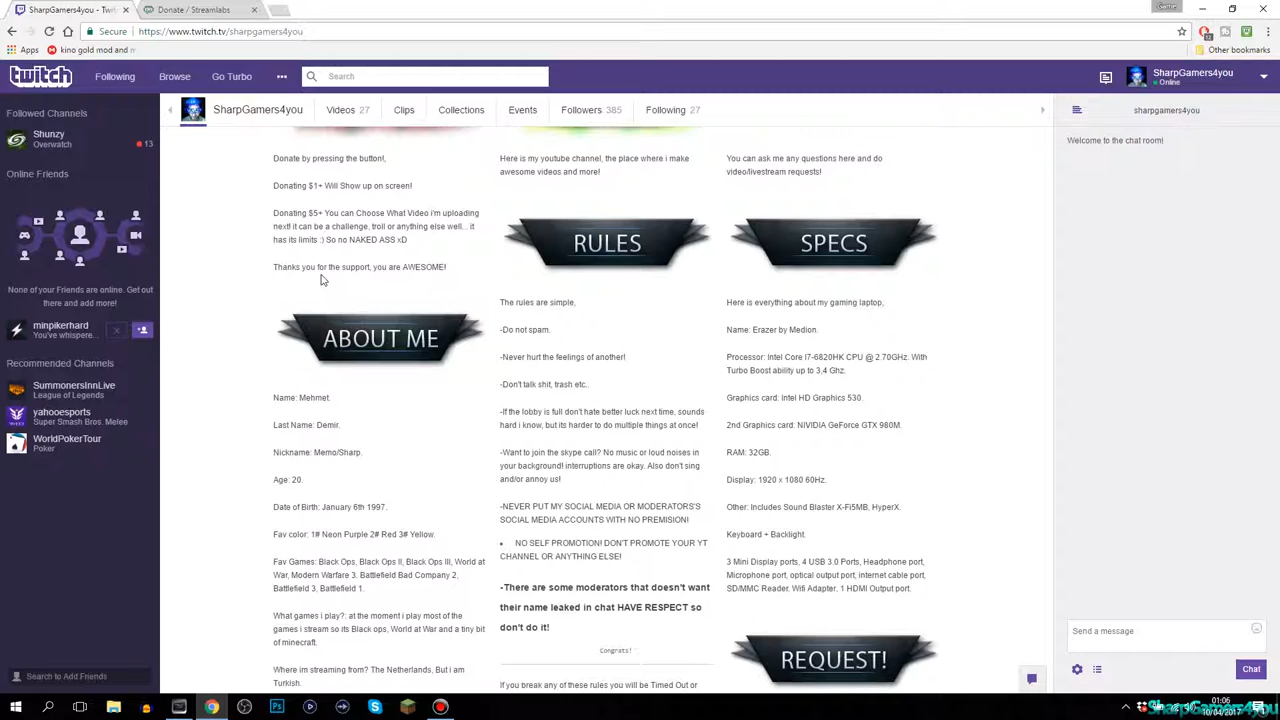 SharpGamers4you - Twit
Donate / Streamlabs
Game
Secure
https://www.twitch.tv/sharpgamers4you
Apps
kino gold mod and m
Other bookmarks
twitch
Following
Browse
Go Turbo
Search
SharpGamers4you
Online
Followed Channels
Shunzy
Overwatch
13
Online Friends
None of your Friends are online. Get out
there and add more!
minpikerhard
You've whispere...
Recommended Channels
SummonersInnLive
League of Legends
yahooesports
Super Smash Bros. Melee
WorldPokerTour
Poker
Search to Add Friends
SharpGamers4you
Videos 27
Clips
Collections
Events
Followers 385
Following 27
Donate by pressing the button!,
Donating $1+ Will Show up on screen!
Donating $5+ You can Choose What Video i'm uploading
next! it can be a challenge, troll or anything else well... it
has its limits :) So no NAKED ASS xD
Thanks you for the support, you are AWESOME!
ABOUT ME
Name: Mehmet.
Last Name: Demir.
Nickname: Memo/Sharp.
Age: 20.
Date of Birth: January 6th 1997.
Fav color: 1# Neon Purple 2# Red 3# Yellow.
Fav Games: Black Ops, Black Ops II, Black Ops III, World at
War, Modern Warfare 3. Battlefield Bad Company 2,
Battlefield 3, Battlefield 1.
What games i play?: at the moment i play most of the
games i stream so its Black ops, World at War and a tiny bit
of minecraft.
Where im streaming from? The Netherlands, But i am
Turkish.
Here is my youtube channel, the place where i make
awesome videos and more!
RULES
The rules are simple,
-Do not spam.
-Never hurt the feelings of another!
-Don't talk shit, trash etc..
-If the lobby is full don't hate better luck next time, sounds
hard i know, but its harder to do multiple things at once!
-Want to join the skype call? No music or loud noises in
your background! interruptions are okay. Also don't sing
and/or annoy us!
-NEVER PUT MY SOCIAL MEDIA OR MODERATORS'S
SOCIAL MEDIA ACCOUNTS WITH NO PREMISION!
• NO SELF PROMOTION! DON'T PROMOTE YOUR YT
CHANNEL OR ANYTHING ELSE!
-There are some moderators that doesn't want
their name leaked in chat HAVE RESPECT so
don't do it!
Congrats!
If you break any of these rules you will be Timed Out or
You can ask me any questions here and do
video/livestream requests!
SPECS
Here is everything about my gaming laptop,
Name: Erazer by Medion.
Processor: Intel Core I7-6820HK CPU @ 2.70GHz. With
Turbo Boost ability up to 3,4 Ghz.
Graphics card: Intel HD Graphics 530.
2nd Graphics card: NIVIDIA GeForce GTX 980M.
RAM: 32GB.
Display: 1920 x 1080 60Hz.
Other: Includes Sound Blaster X-Fi5MB, HyperX.
Keyboard + Backlight.
3 Mini Display ports, 4 USB 3.0 Ports, Headphone port,
Microphone port, optical output port, internet cable port,
SD/MMC Reader, Wifi Adapter. 1 HDMI Output port.
REQUEST!
sharpgamers4you
Welcome to the chat room!
Send a message
Chat
01:06
10/04/2017
SharpGamers4you